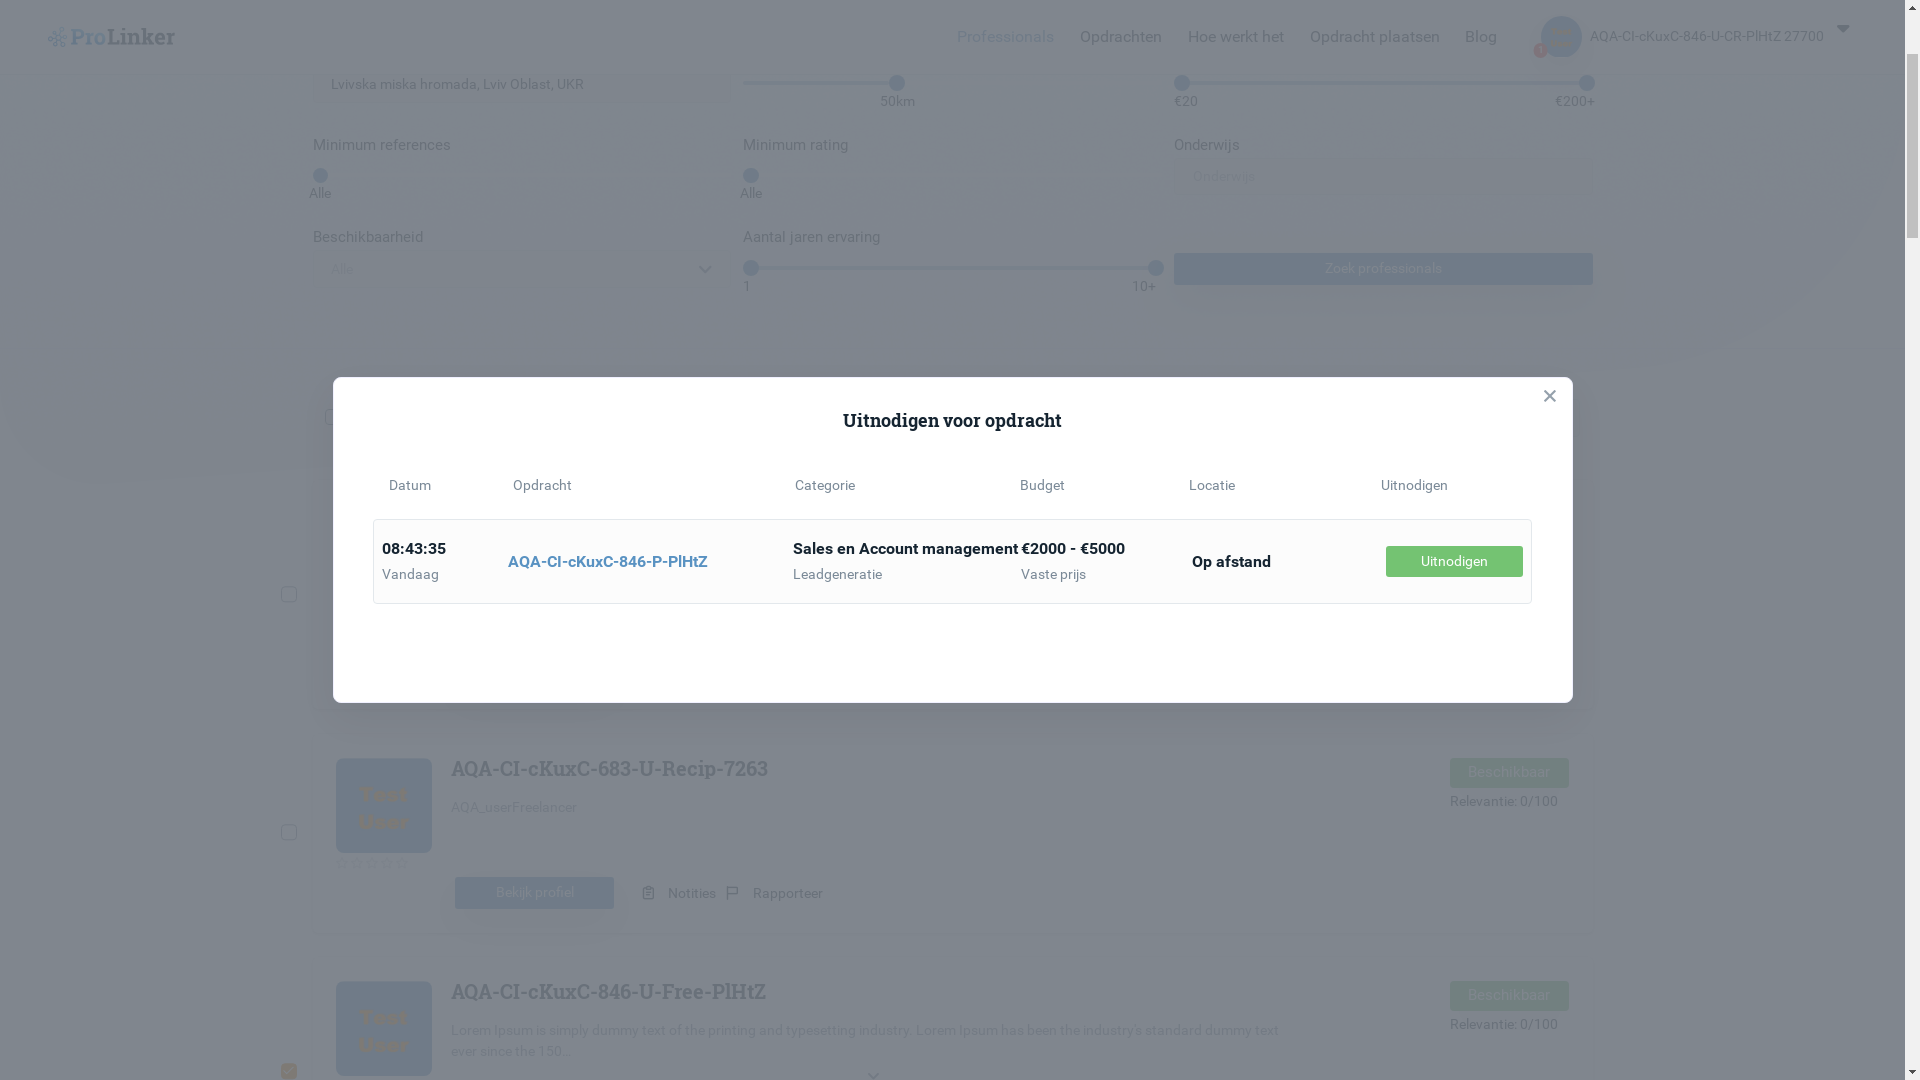 ProLinker
Professionals
Opdrachten
Hoe werkt het
Opdracht plaatsen
Blog
AQA-CI-cKuxC-846-U-CR-PlHtZ 27700
Lvivska miska hromada, Lviv Oblast, UKR
50km
€20
€200+
Minimum references
Minimum rating
Onderwijs
Alle
Alle
Onderwijs
Beschikbaarheid
Aantal jaren ervaring
Alle
1
10+
Zoek professionals
Uitnodigen voor opdracht
Datum
Opdracht
Categorie
Budget
Locatie
Uitnodigen
08:43:35
Vandaag
AQA-CI-cKuxC-846-P-PlHtZ
Sales en Account management
Leadgeneratie
€2000 - €5000
Vaste prijs
Op afstand
Uitnodigen
AQA-CI-cKuxC-683-U-Recip-7263
AQA_userFreelancer
Beschikbaar
Relevantie: 0/100
Test
User
Bekijk profiel
Notities
Rapporteer
AQA-CI-cKuxC-846-U-Free-PlHtZ
Lorem Ipsum is simply dummy text of the printing and typesetting industry. Lorem Ipsum has been the industry's standard dummy text
ever since the 150...
Beschikbaar
Relevantie: 0/100
Test
User